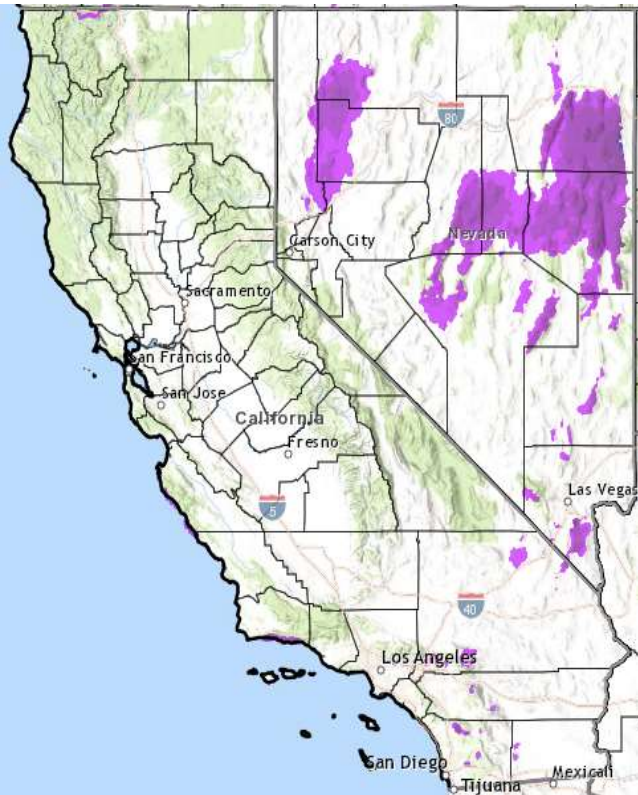 80
Carson City
Nevada
Sacramento
San Francisco
San Jose
California
Fresno
5
Las Vegas
40
Los Angeles
San Diego
Mexicali
Tijuana